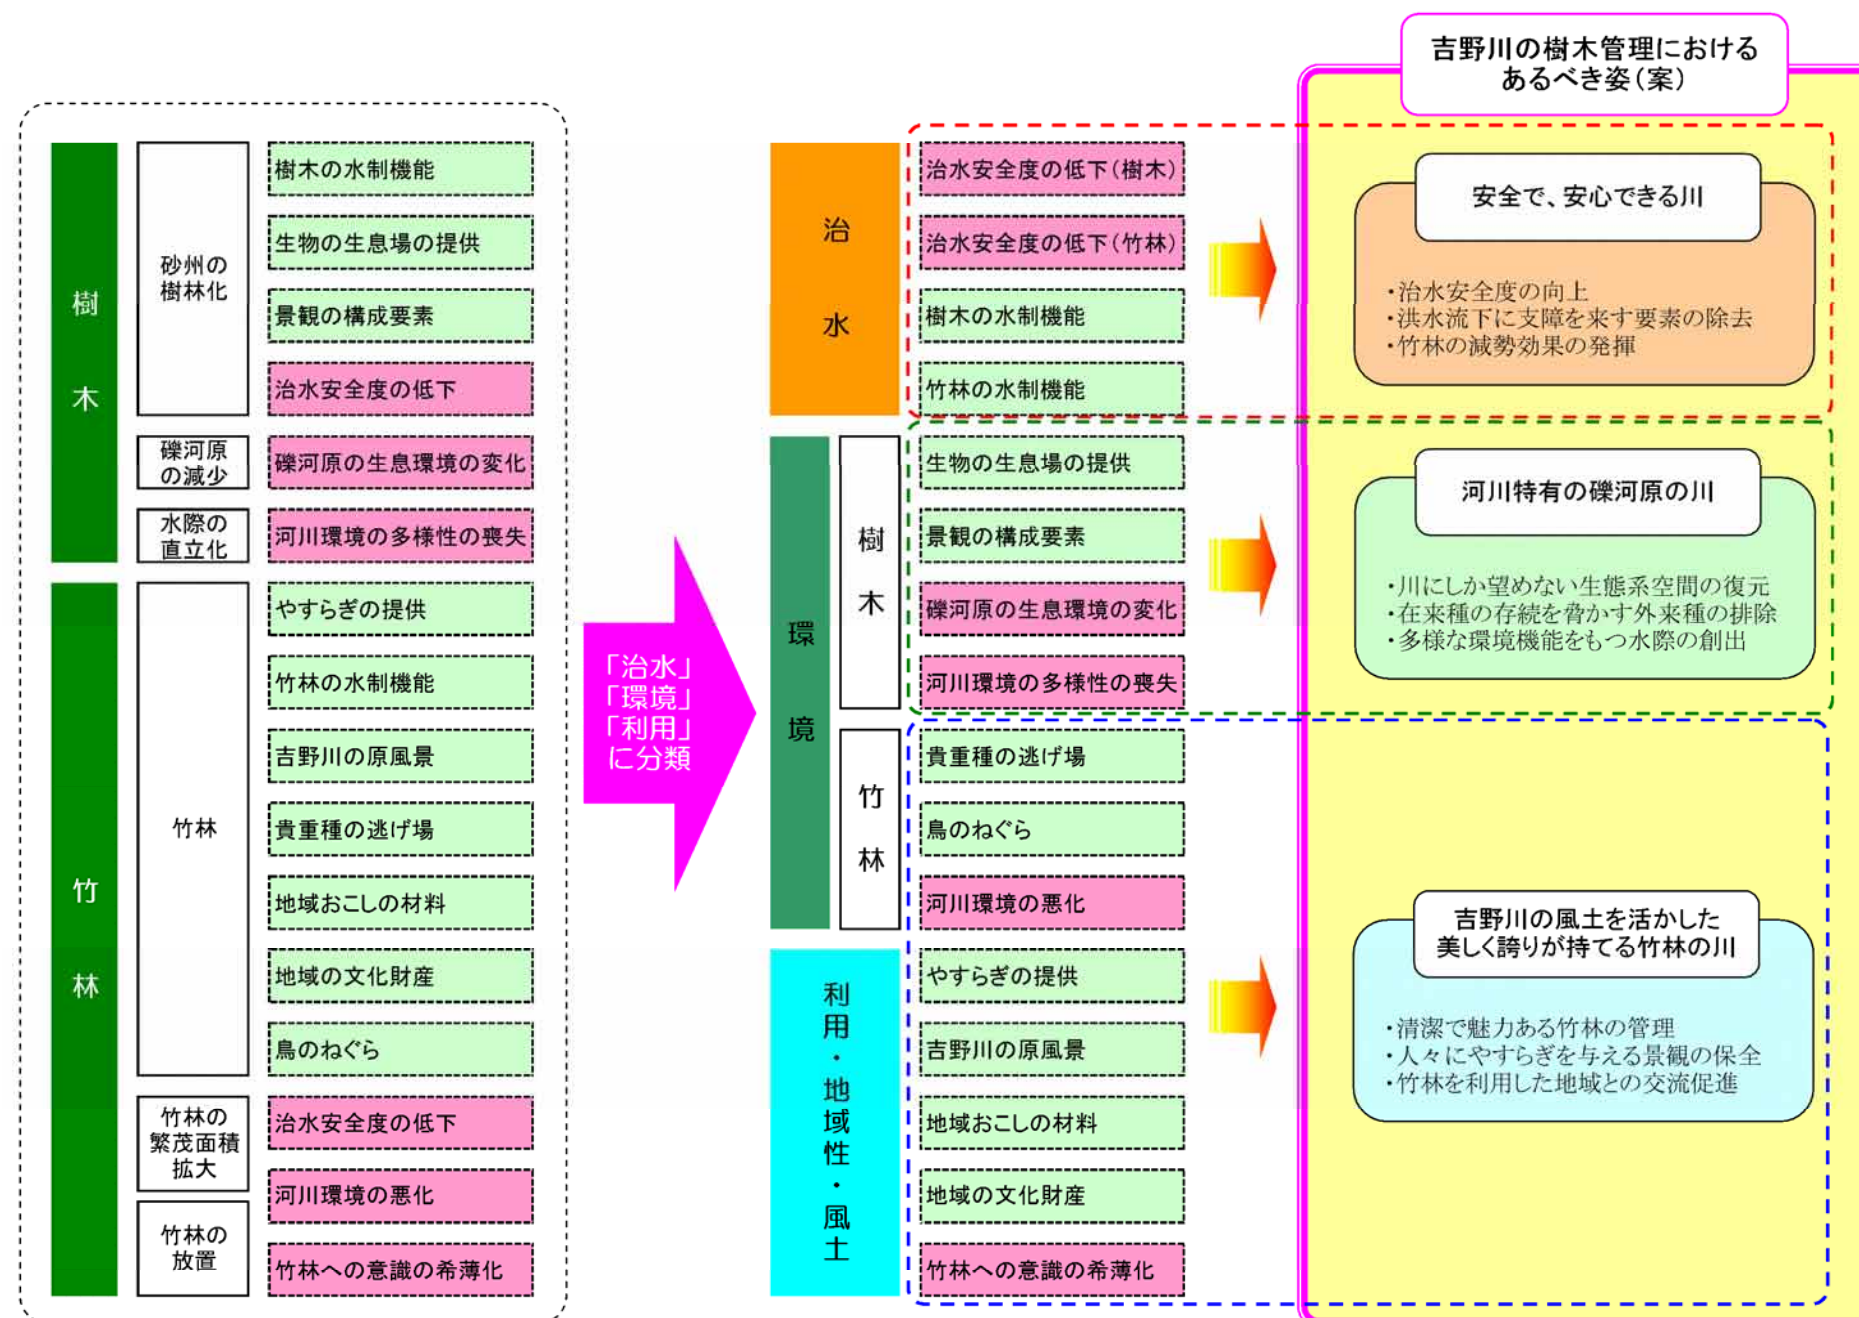 吉野川の樹木管理における
あるべき姿(案)
樹木
砂州の
樹林化
樹木の水制機能
生物の生息場の提供
景観の構成要素
治水安全度の低下
礫河原
の減少
礫河原の生息環境の変化
水際の
直立化
河川環境の多様性の喪失
竹林
竹林
やすらぎの提供
竹林の水制機能
吉野川の原風景
貴重種の逃げ場
地域おこしの材料
地域の文化財産
鳥のねぐら
竹林の
繁茂面積
拡大
治水安全度の低下
河川環境の悪化
竹林の
放置
竹林への意識の希薄化
「治水」
「環境」
「利用」
に分類
治水
治水安全度の低下(樹木)
治水安全度の低下(竹林)
樹木の水制機能
竹林の水制機能
環境
樹木
生物の生息場の提供
景観の構成要素
礫河原の生息環境の変化
河川環境の多様性の喪失
竹林
貴重種の逃げ場
鳥のねぐら
河川環境の悪化
利用・地域性・風土
やすらぎの提供
吉野川の原風景
地域おこしの材料
地域の文化財産
竹林への意識の希薄化
安全で、安心できる川
・治水安全度の向上
・洪水流下に支障を来す要素の除去
・竹林の減勢効果の発揮
河川特有の礫河原の川
・川にしか望めない生態系空間の復元
・在来種の存続を脅かす外来種の排除
・多様な環境機能をもつ水際の創出
吉野川の風土を活かした
美しく誇りが持てる竹林の川
・清潔で魅力ある竹林の管理
・人々にやすらぎを与える景観の保全
・竹林を利用した地域との交流促進